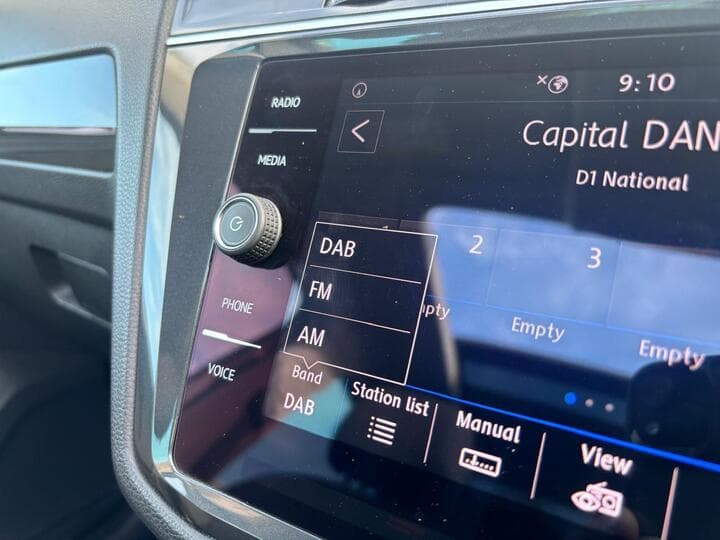 RADIO
MEDIA
PHONE
VOICE
9:10
Capital DAN
D1 National
2
3
DAB
FM
AM
pty
Empty
Empty
Band
DAB
Station list
Manual
View